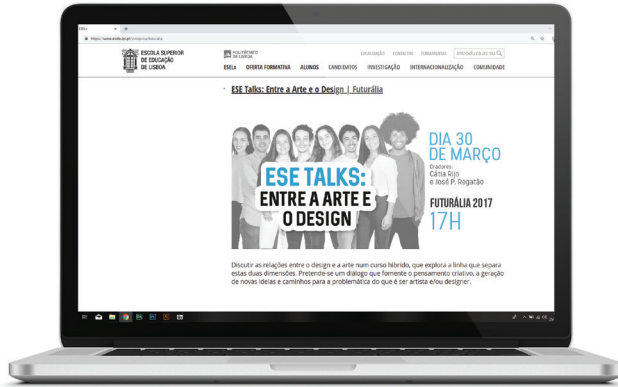 ESCOLA SUPERIOR
DE EDUCAÇÃO
DE LISBOA
POLITÉCNICO
DE LISBOA
LOCALIZAÇÃO CONTACTOS
Introduza as su
ESELx OFERTA FORMATIVA ALUNOS CANDIDATOS INVESTIGAÇÃO INTERNACIONALIZAÇÃO COMUNIDADE
ESE Talks: Entre a Arte e o Design | Futurália
ESE TALKS:
ENTRE A ARTE E
O DESIGN
DIA 30
DE MARÇO
Oradores:
Cátia Rijo
e José P. Regatão
FUTURÁLIA 2017
17H
Discutir as relações entre o design e a arte num curso híbrido, que explora a linha que separa
estas duas dimensões. Pretende-se um diálogo que fomente o pensamento criativo, a geração
de novas ideias e caminhos para a problemática do que é ser artista e/ou designer.